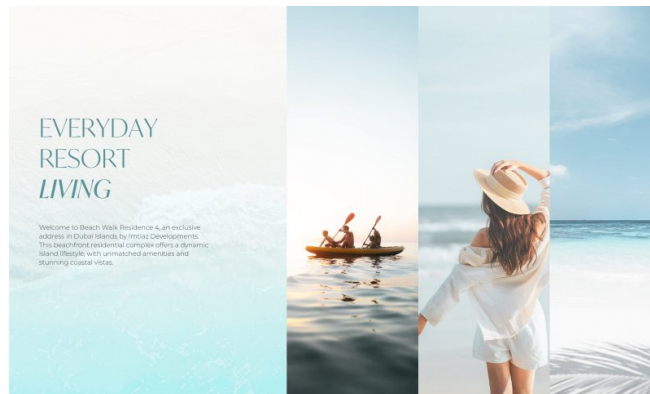 EVERYDAY
RESORT
LIVING
Welcome to Beach Walk Residence 4, an exclusive
address in Dubai Islands by Imtiaz Developments.
This beachfront residential complex offers a dynamic
island lifestyle, with unmatched amenities and
stunning coastal vistas.